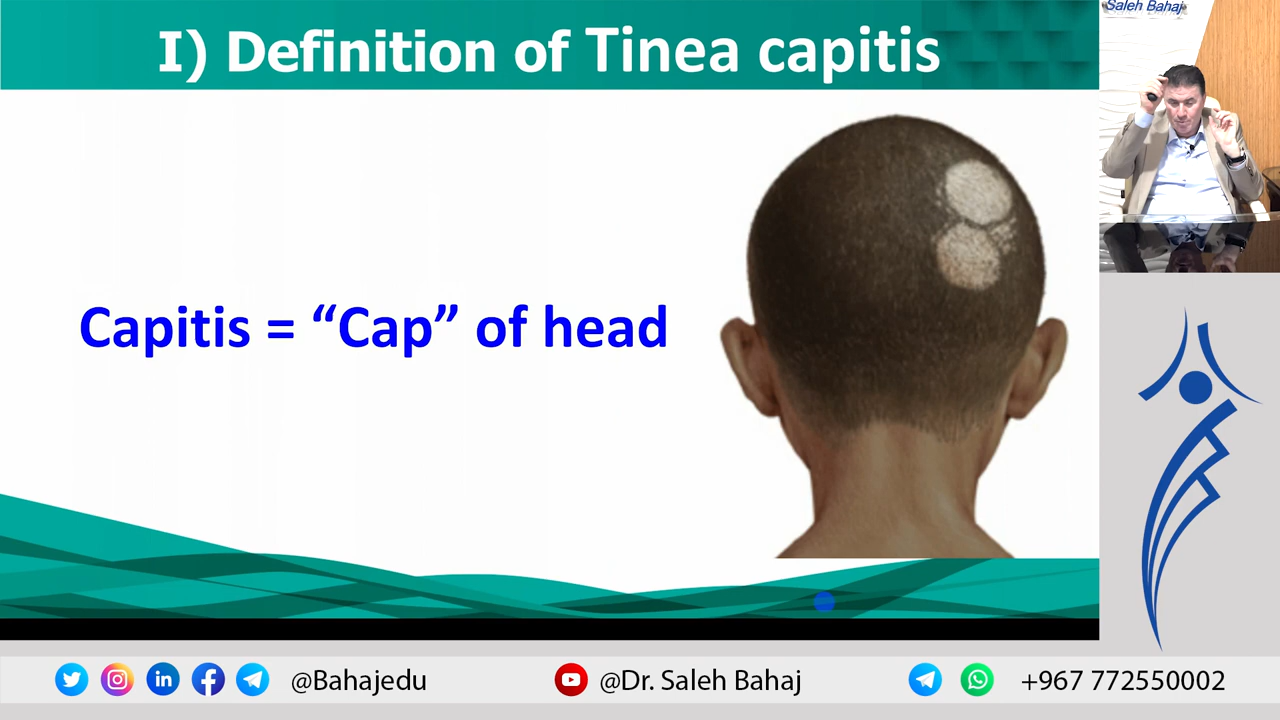 I) Definition of Tinea capitis
Saleh Bahaj
Capitis = “Cap” of head
@Bahajedu
@Dr. Saleh Bahaj
+967 772550002